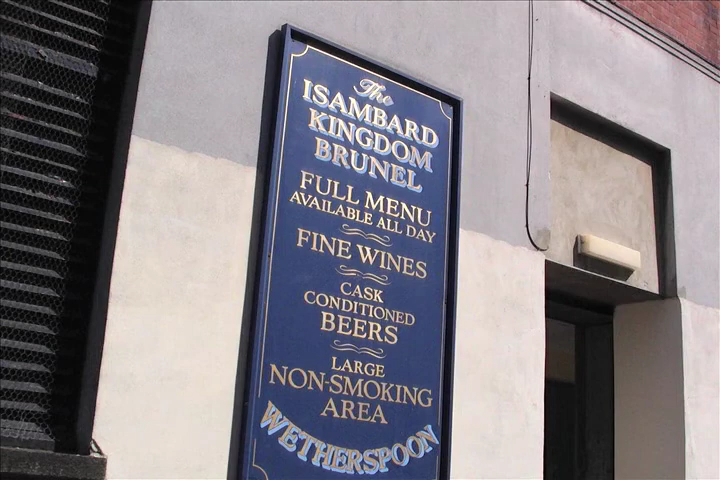 The
ISAMBARD
KINGDOM
BRUNEL
FULL MENU
AVAILABLE ALL DAY
FINE WINES
CASK
CONDITIONED
BEERS
LARGE
NON-SMOKING
AREA
WETHERSPOON